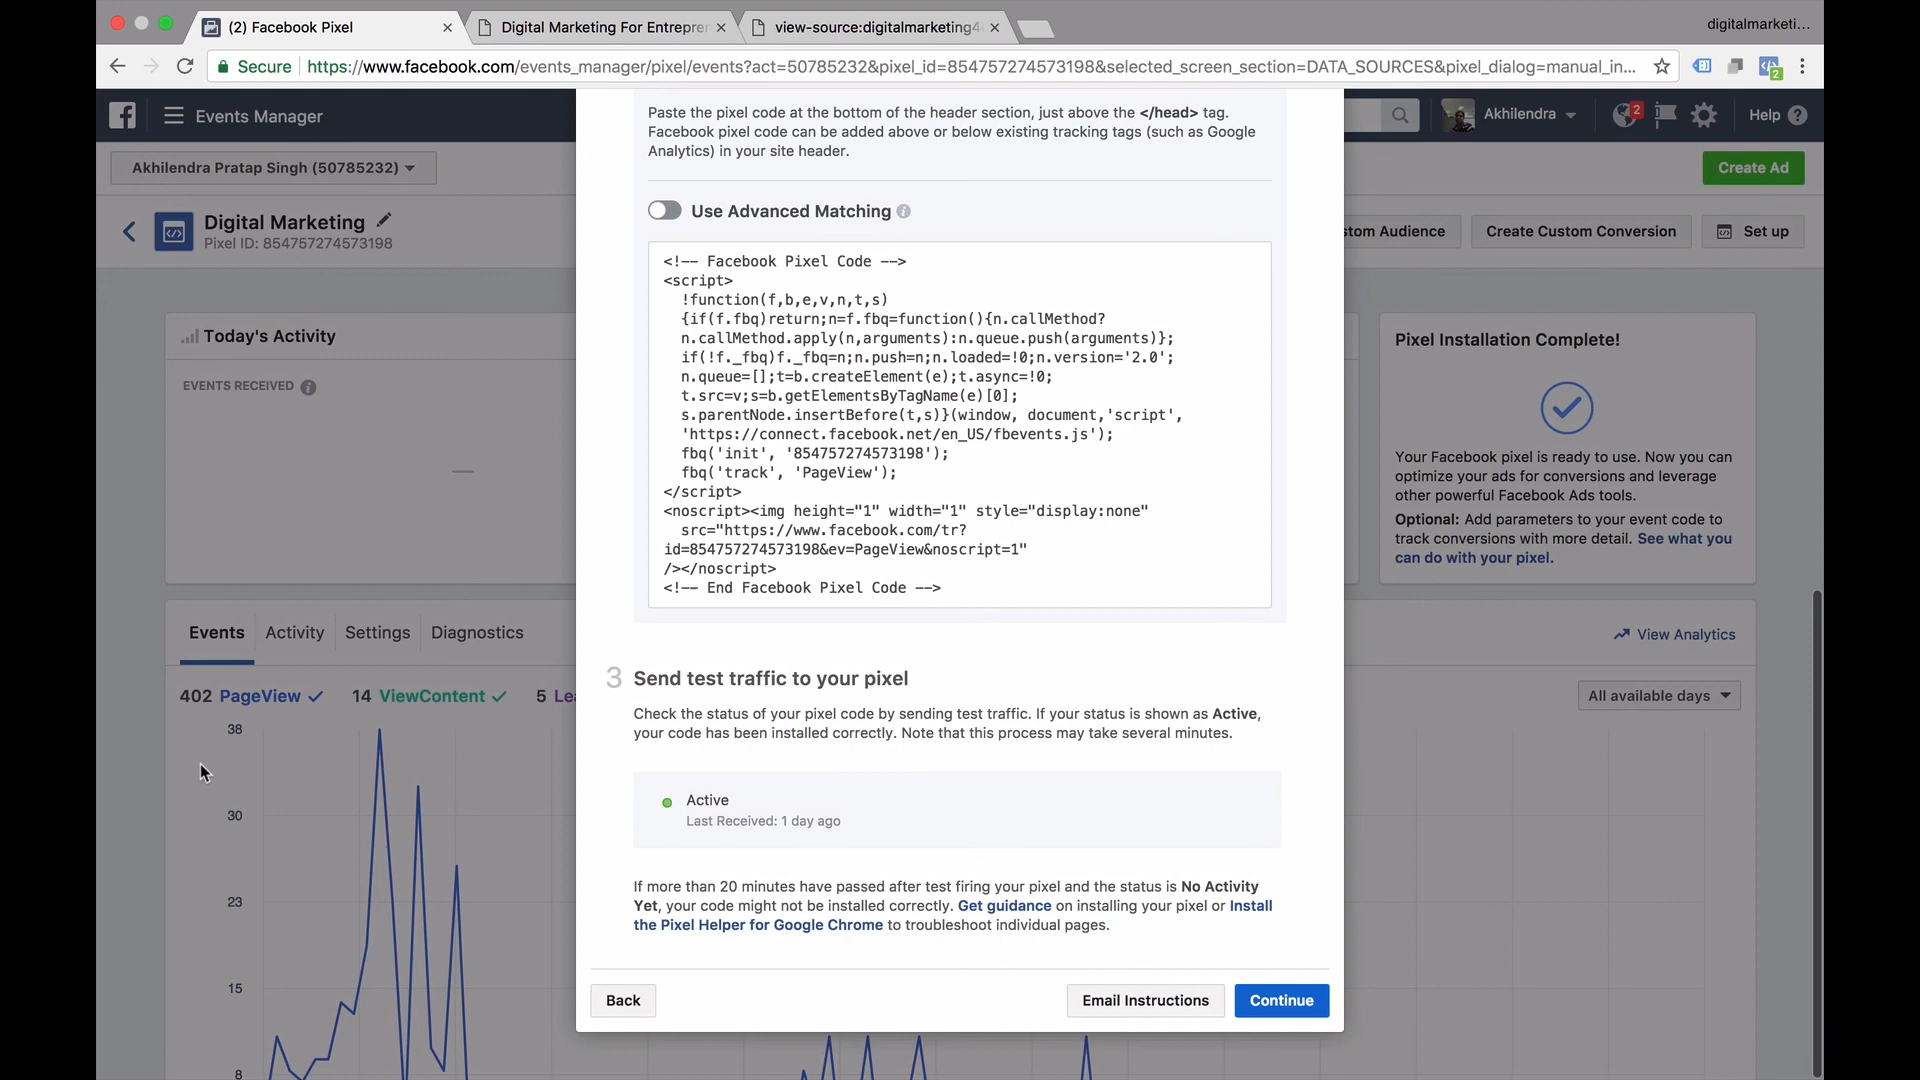 (2) Facebook Pixel
Digital Marketing For Entrepre
view-source:digitalmarketing4
digitalmarketi...
Secure
https://www.facebook.com/events_manager/pixel/events?act=50785232&pixel_id=854757274573198&selected_screen_section=DATA_SOURCES&pixel_dialog=manual_in...
2
Events Manager
Akhilendra
2
Help
Akhilendra Pratap Singh (50785232)
Create Ad
Digital Marketing
Pixel ID: 854757274573198
tom Audience
Create Custom Conversion
Set up
Today's Activity
EVENTS RECEIVED
Paste the pixel code at the bottom of the header section, just above the </head> tag.
Facebook pixel code can be added above or below existing tracking tags (such as Google
Analytics) in your site header.
Use Advanced Matching
<!-- Facebook Pixel Code -->
<script>
!function(f,b,e,v,n,t,s)
{if(f.fbq)return;n=f.fbq=function(){n.callMethod?
n.callMethod.apply(n,arguments):n.queue.push(arguments)};
if(!f._fbq)f._fbq=n;n.push=n;n.loaded=!0;n.version='2.0';
n.queue=[];t=b.createElement(e);t.async=!0;
t.src=v;s=b.getElementsByTagName(e)[0];
s.parentNode.insertBefore(t,s)}(window, document,'script',
'https://connect.facebook.net/en_US/fbevents.js');
fbq('init', '854757274573198');
fbq('track', 'PageView');
</script>
<noscript><img height="1" width="1" style="display:none"
src="https://www.facebook.com/tr?
id=854757274573198&ev=PageView&noscript=1"
/></noscript>
<!-- End Facebook Pixel Code -->
Pixel Installation Complete!
Your Facebook pixel is ready to use. Now you can
optimize your ads for conversions and leverage
other powerful Facebook Ads tools.
Optional: Add parameters to your event code to
track conversions with more detail. See what you
can do with your pixel.
Events
Activity
Settings
Diagnostics
View Analytics
402 PageView
14 ViewContent
5 Le
All available days
38
30
23
15
8
3 Send test traffic to your pixel
Check the status of your pixel code by sending test traffic. If your status is shown as Active,
your code has been installed correctly. Note that this process may take several minutes.
Active
Last Received: 1 day ago
If more than 20 minutes have passed after test firing your pixel and the status is No Activity
Yet, your code might not be installed correctly. Get guidance on installing your pixel or Install
the Pixel Helper for Google Chrome to troubleshoot individual pages.
Back
Email Instructions
Continue